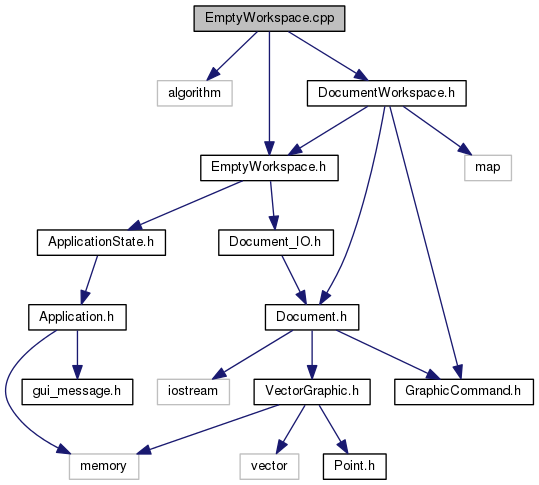 EmptyWorkspace.cpp
algorithm
DocumentWorkspace.h
EmptyWorkspace.h
map
ApplicationState.h
Document_IO.h
Application.h
Document.h
gui_message.h
iostream
VectorGraphic.h
GraphicCommand.h
memory
vector
Point.h